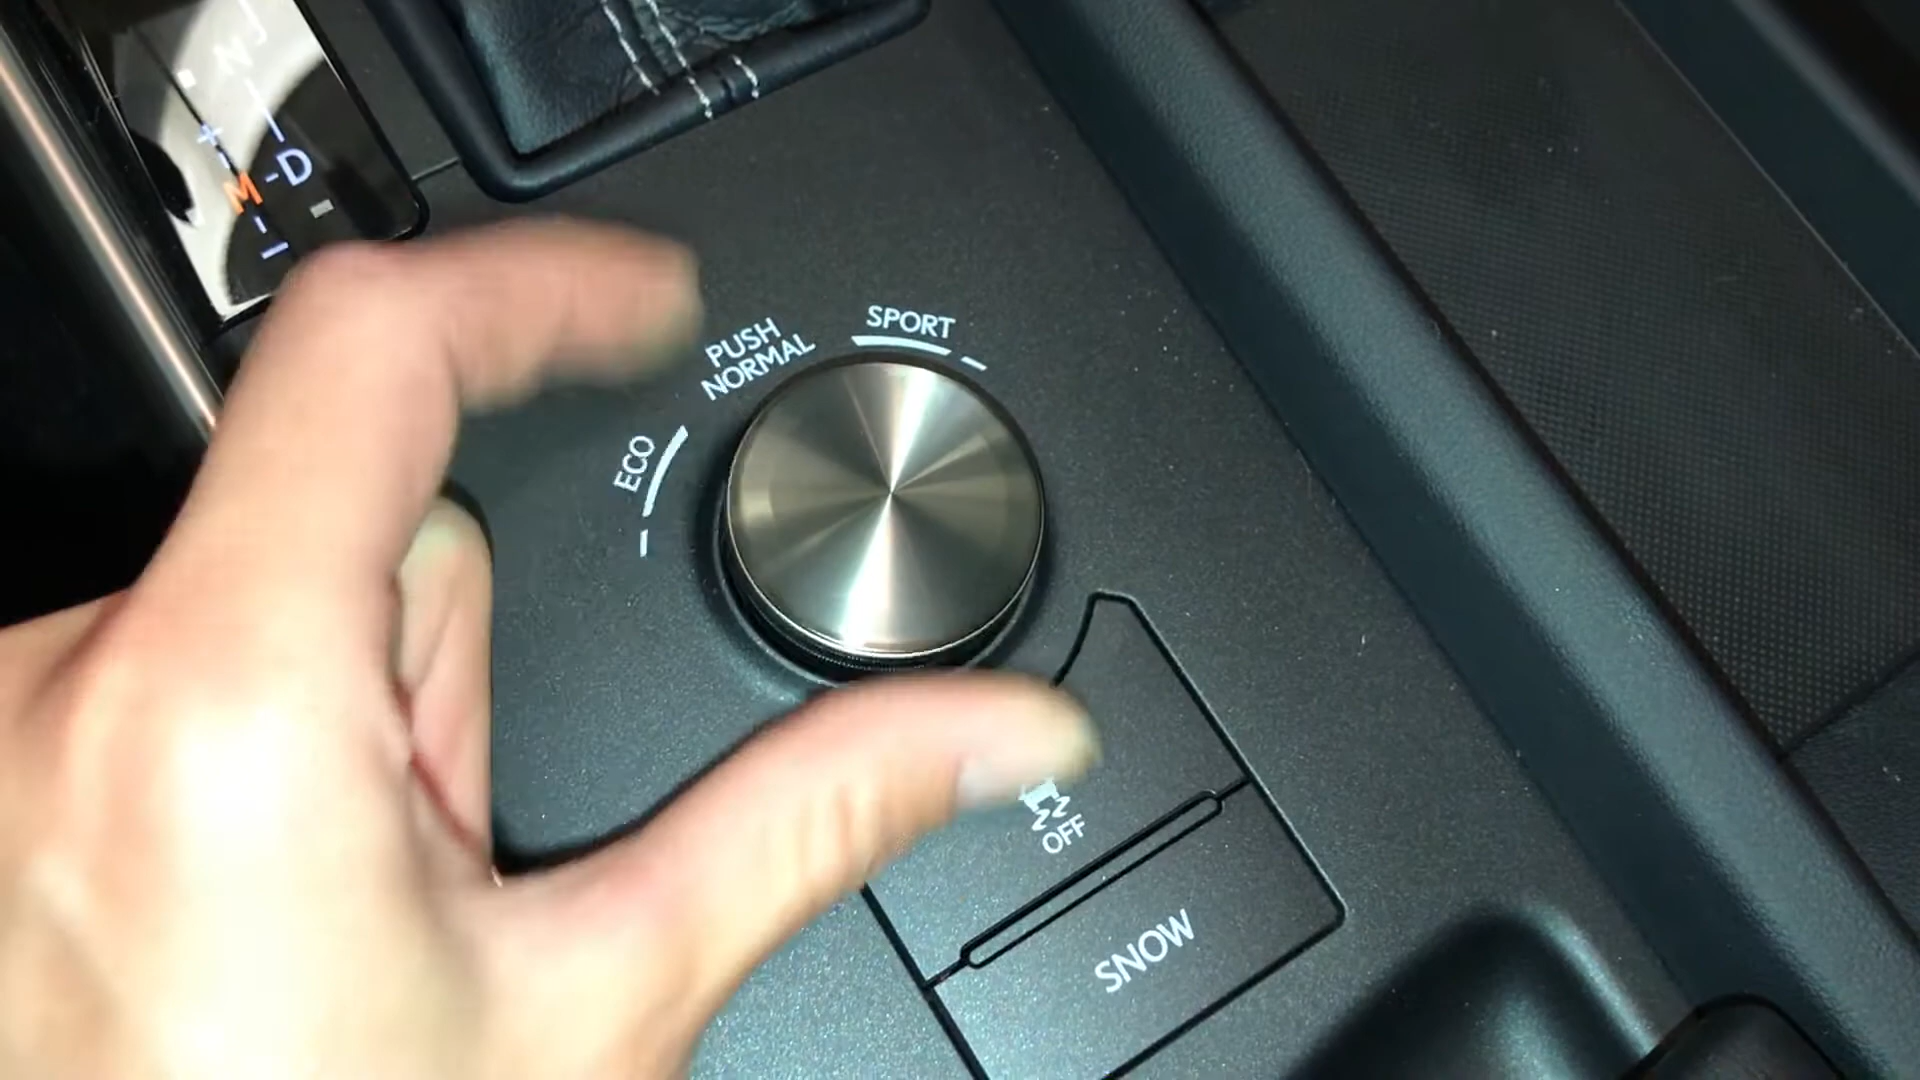 N
+
M
-D
SPORT
PUSH
NORMAL
ECO
OFF
SNOW